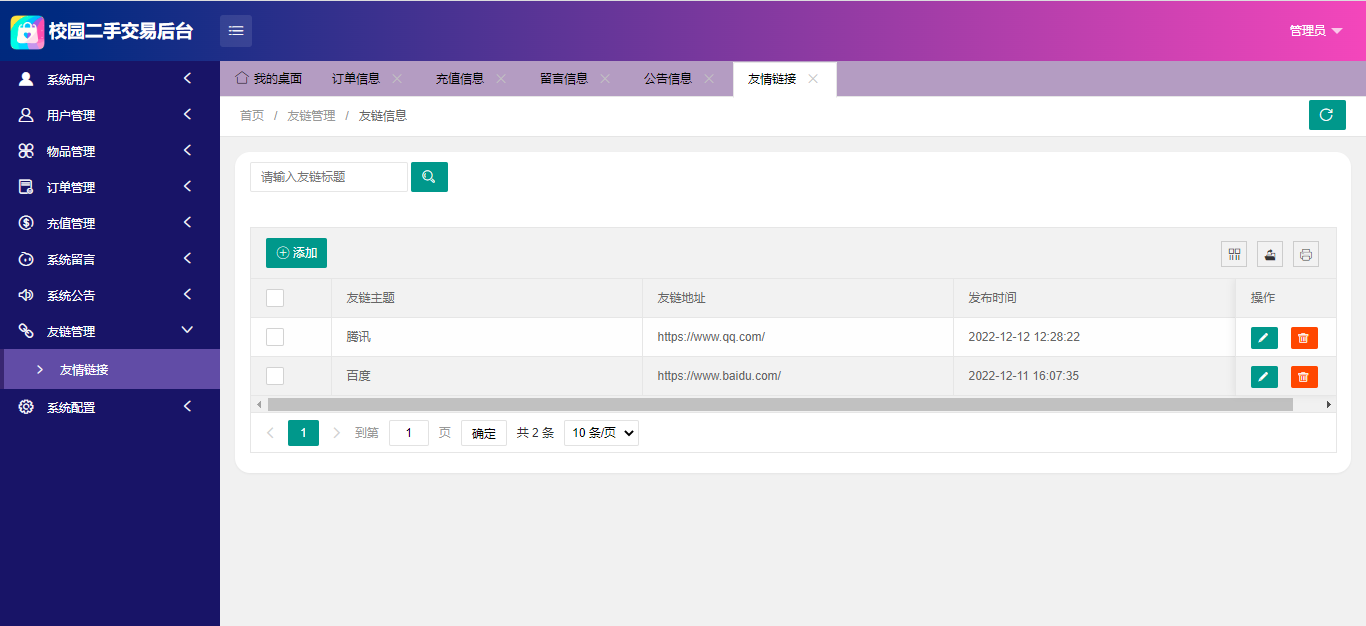 校园二手交易后台
管理员
系统用户
用户管理
物品管理
订单管理
充值管理
系统留言
系统公告
友链管理
友情链接
系统配置
我的桌面 订单信息 充值信息 留言信息 公告信息 友情链接
首页 / 友链管理 / 友链信息
请输入友链标题
添加
友链主题 友链地址 发布时间 操作
腾讯 https://www.qq.com/ 2022-12-12 12:28:22
百度 https://www.baidu.com/ 2022-12-11 16:07:35
1 到第 1 页 确定 共 2 条 10 条/页